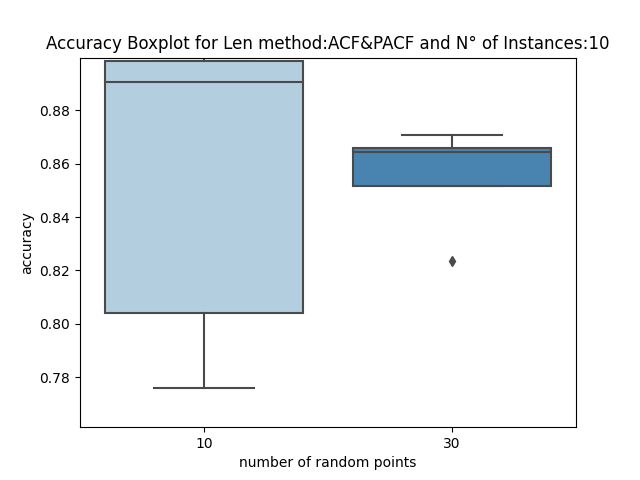 Accuracy Boxplot for Len method:ACF&PACF and N° of Instances:10
0.88
0.86
0.84
0.82
0.80
0.78
accuracy
10 30
number of random points